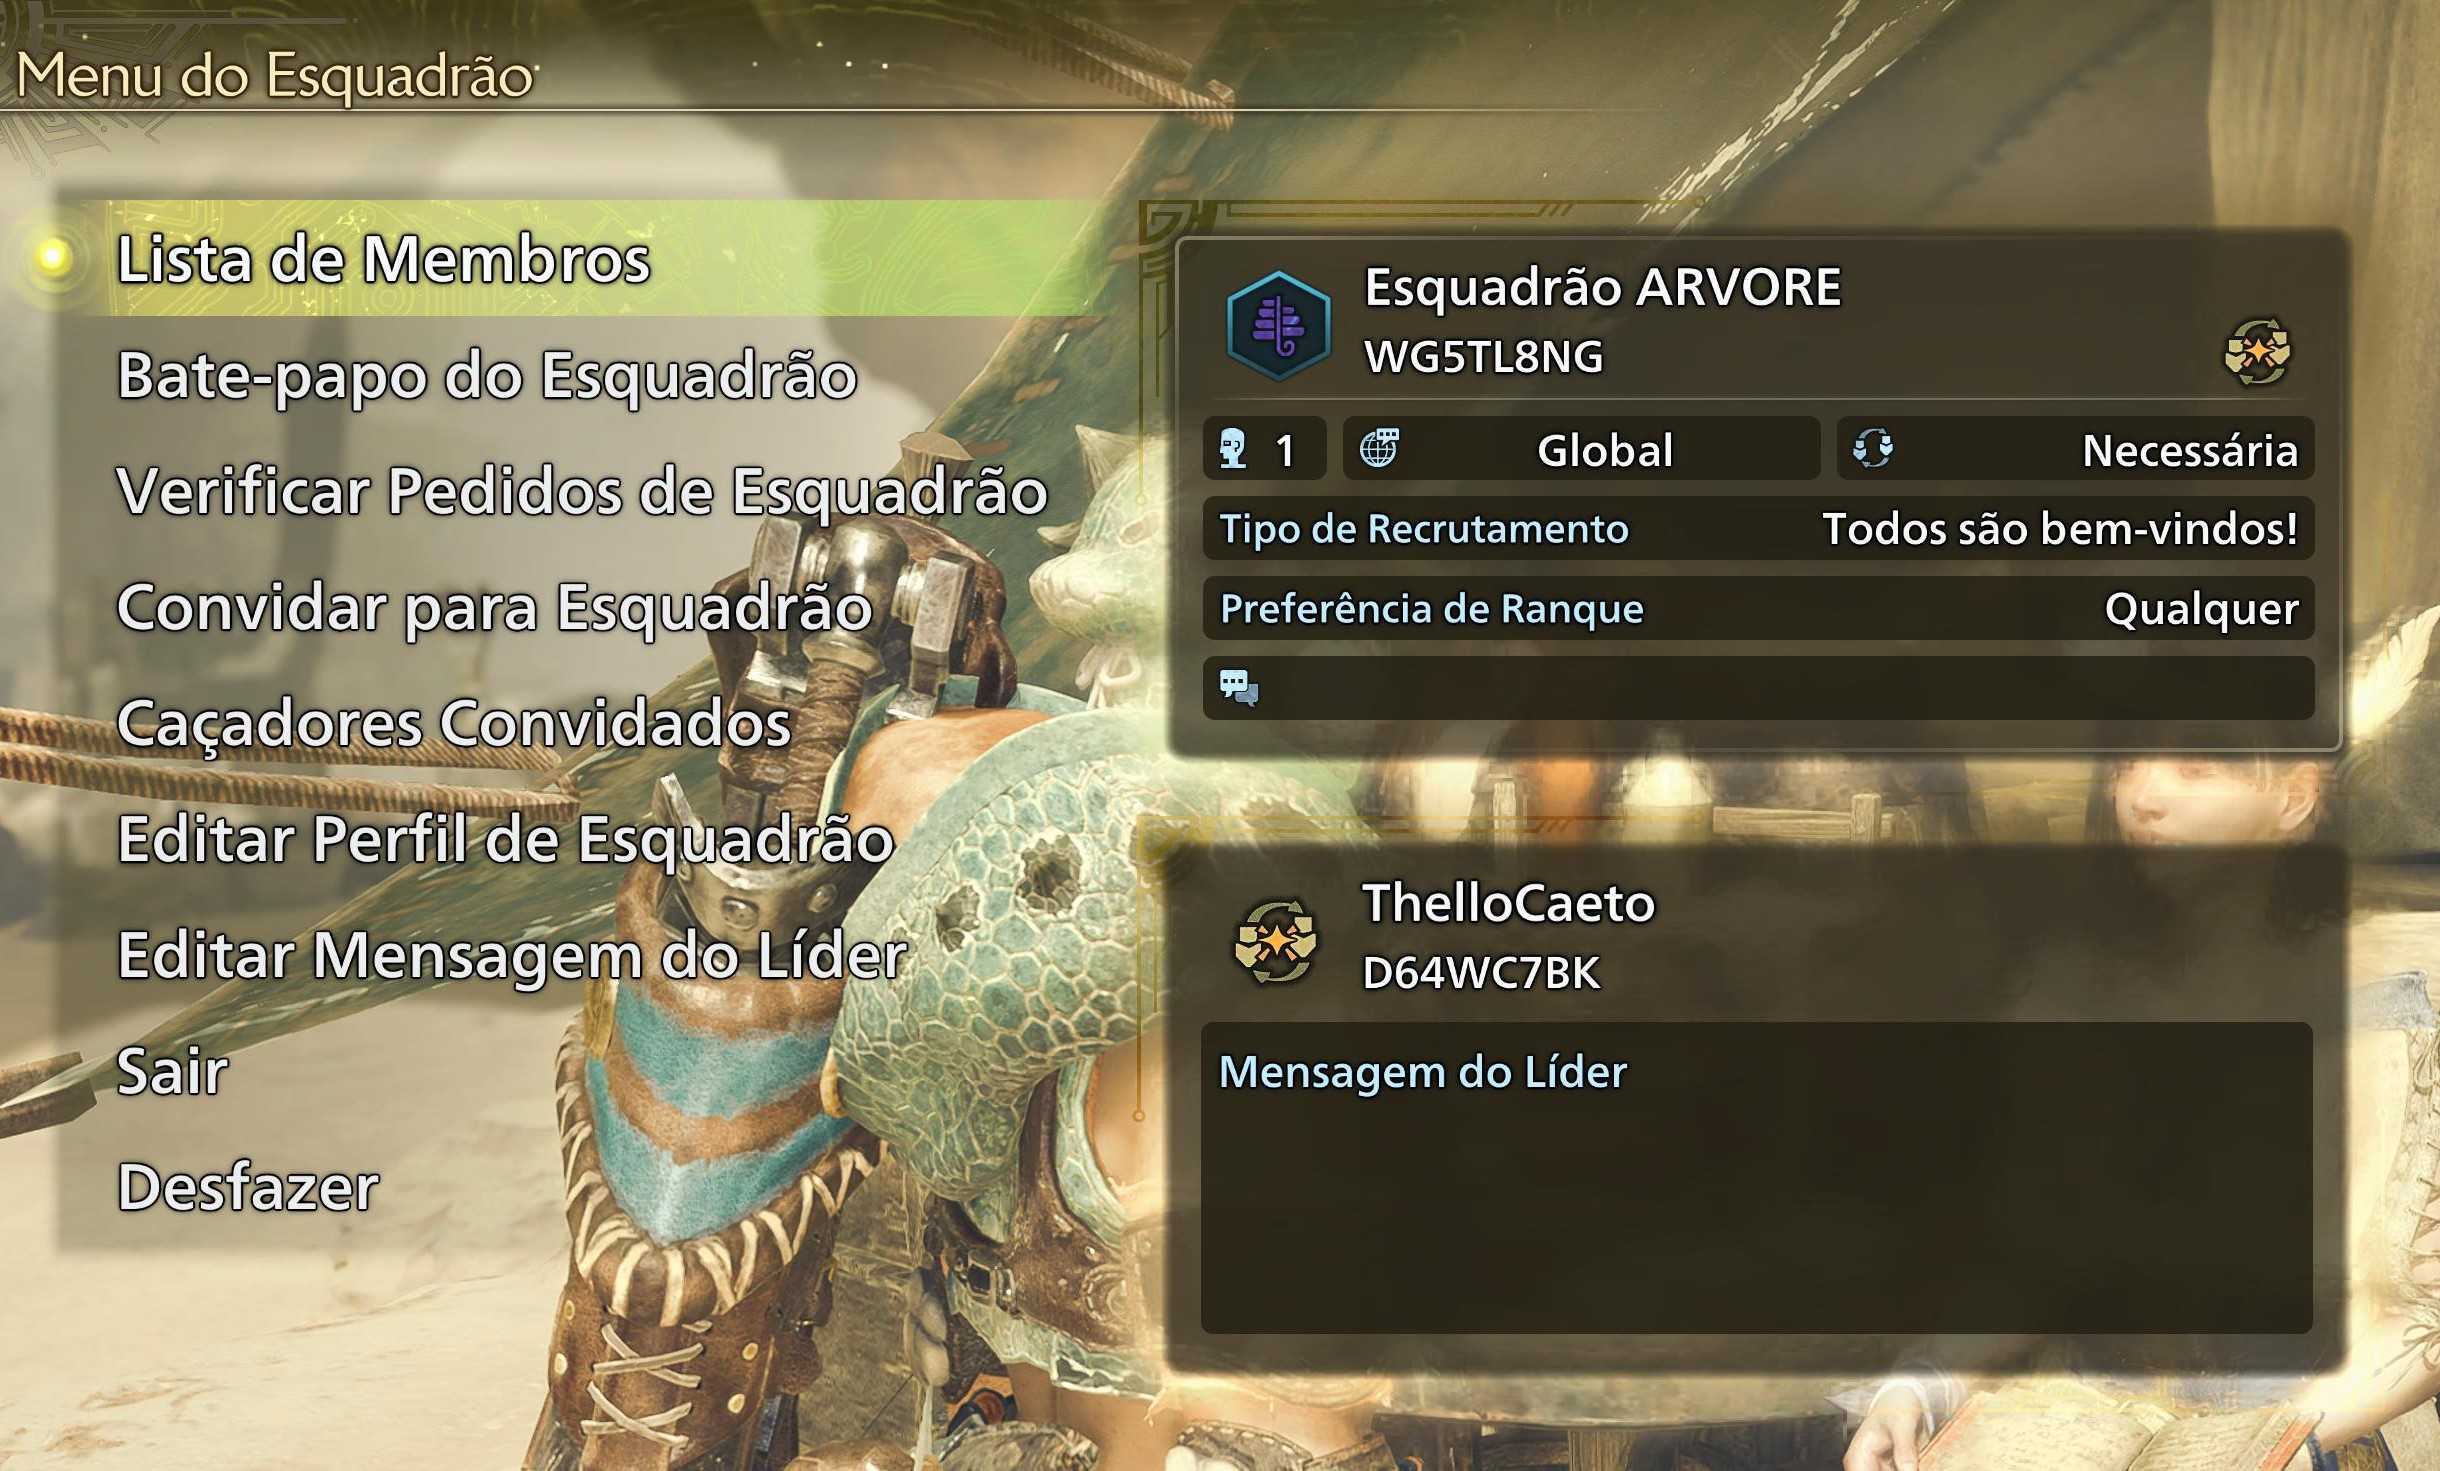 Menu do Esquadrão
Lista de Membros
Bate-papo do Esquadrão
Verificar Pedidos de Esquadrão
Convidar para Esquadrão
Caçadores Convidados
Editar Perfil de Esquadrão
Editar Mensagem do Líder
Sair
Desfazer
Esquadrão ARVORE
WG5TL8NG
1 Global Necessária
Tipo de Recrutamento Todos são bem-vindos!
Preferência de Ranque Qualquer
ThelloCaeto
D64WC7BK
Mensagem do Líder